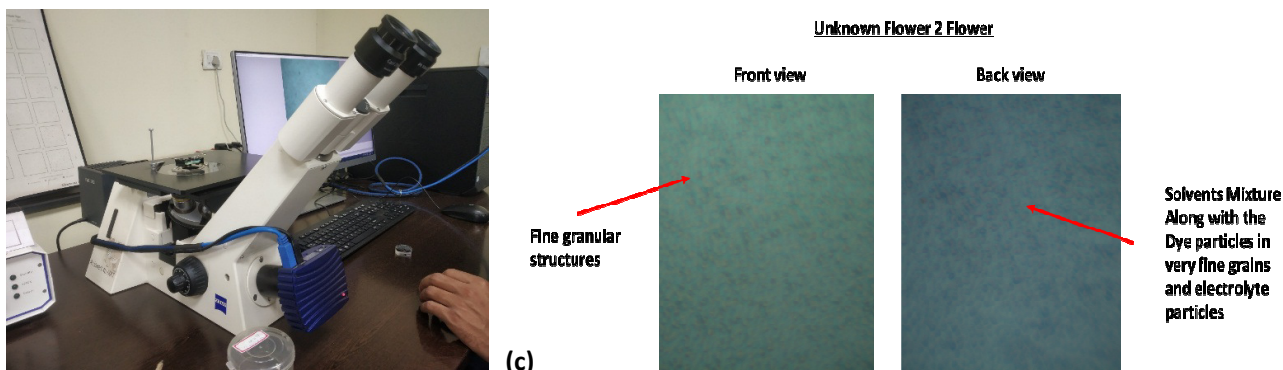 Unknown Flower 2 Flower
Front view
Back view
Fine granular
structures
Solvents Mixture
Along with the
Dye particles in
very fine grains
and electrolyte
particles
(c)
ZEISS